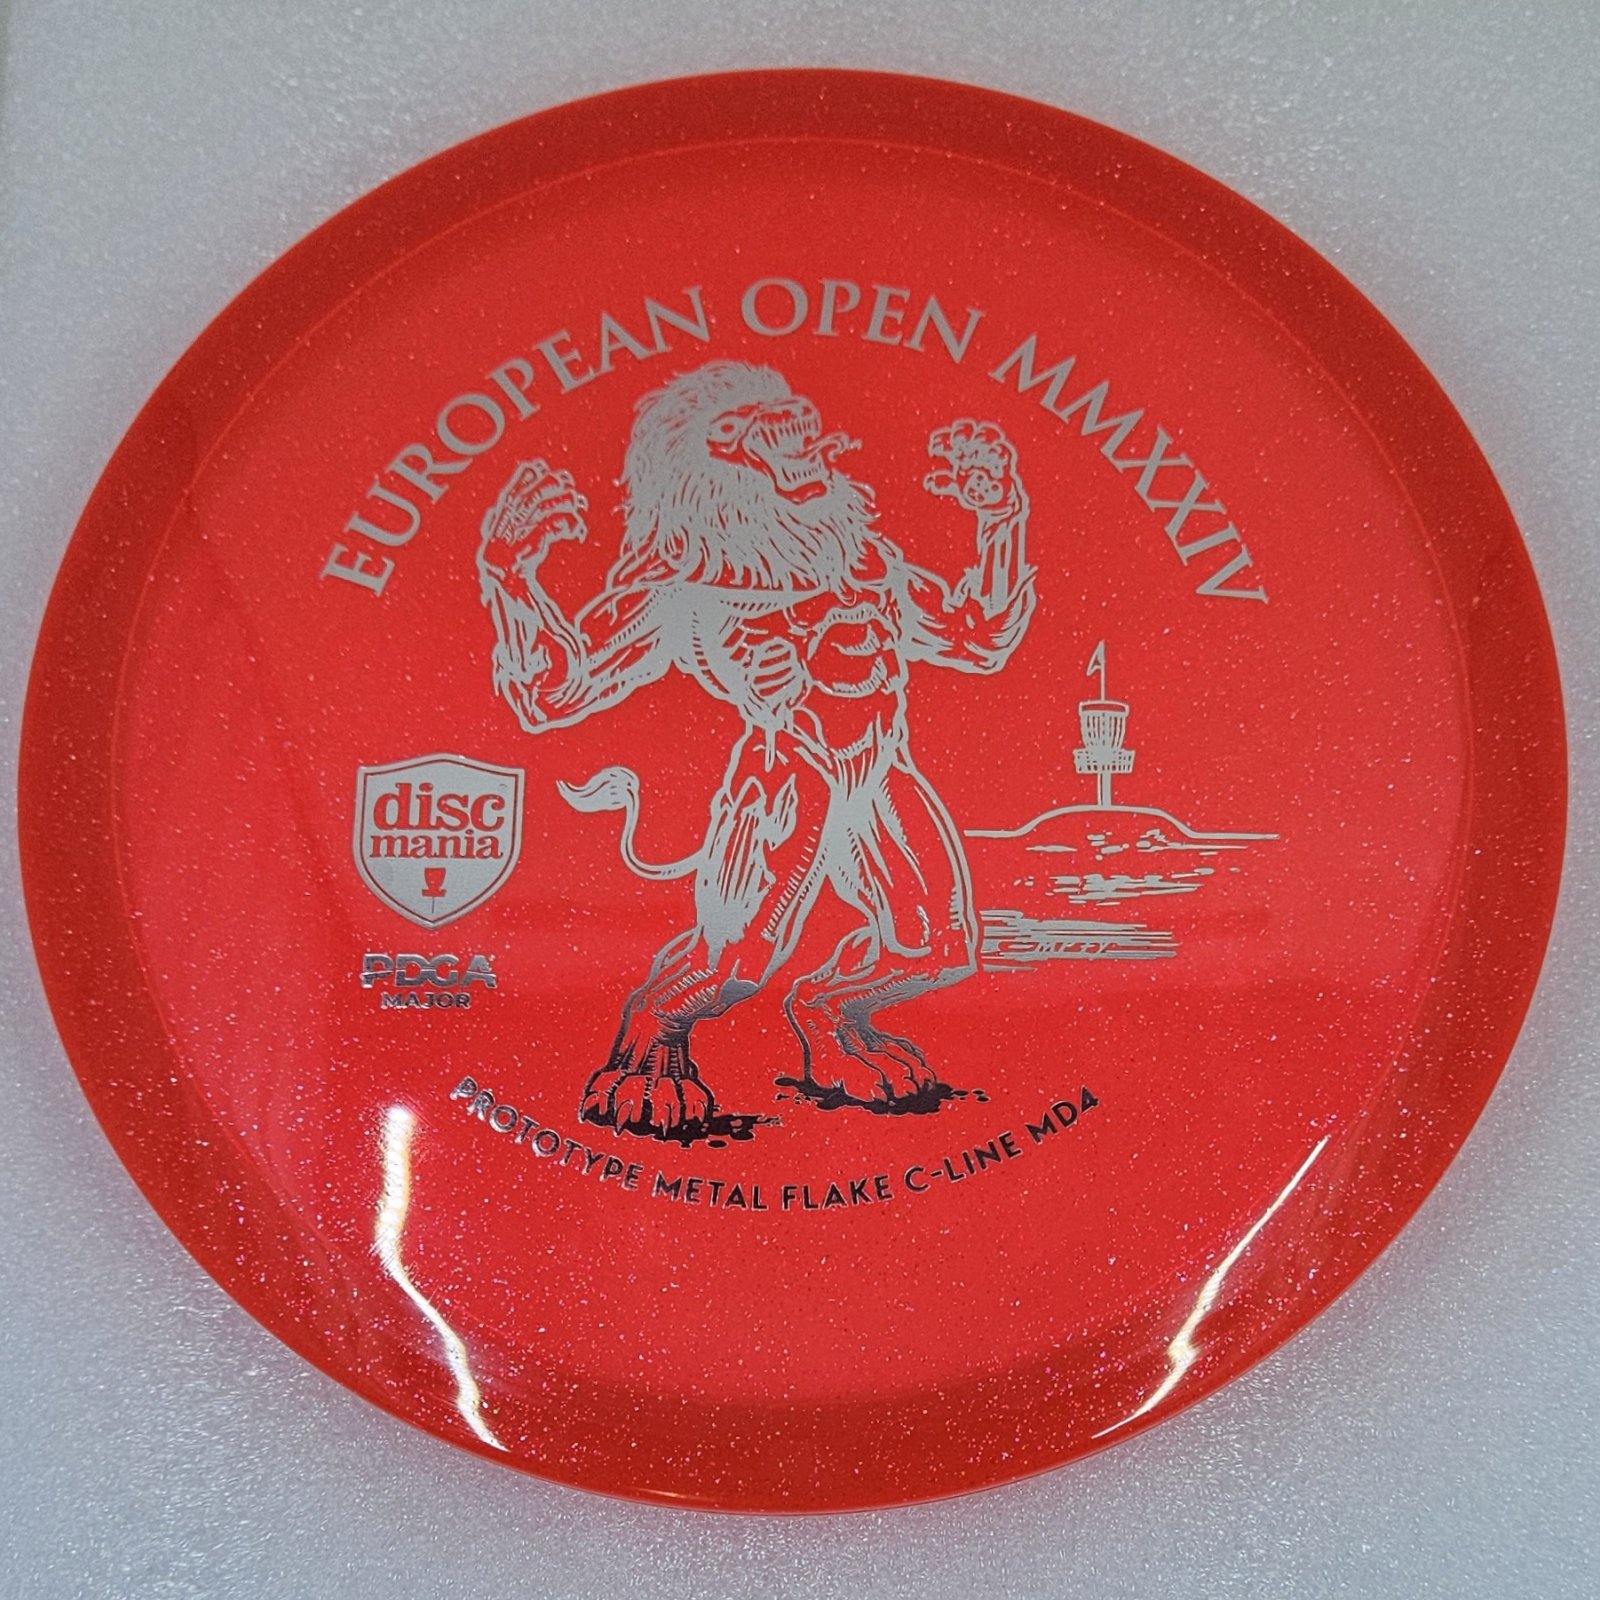 EUROPEAN OPEN MMXXIV
disc
mania
PDGA
MAJOR
PROTOTYPE METAL FLAKE C-LINE MD4